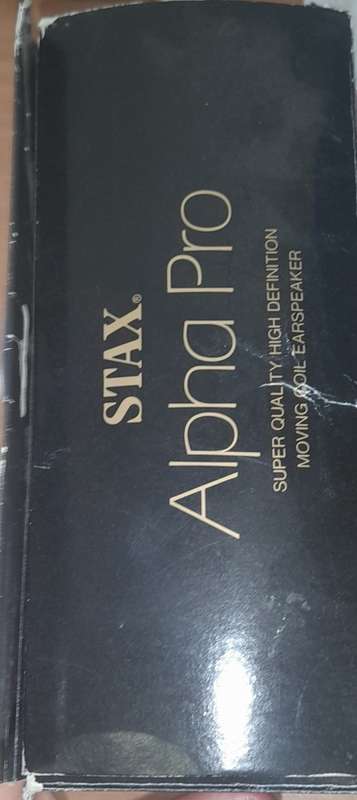 STAX®
Alpha Pro
SUPER QUALITY HIGH DEFINITION
MOVING COIL EARSPEAKER